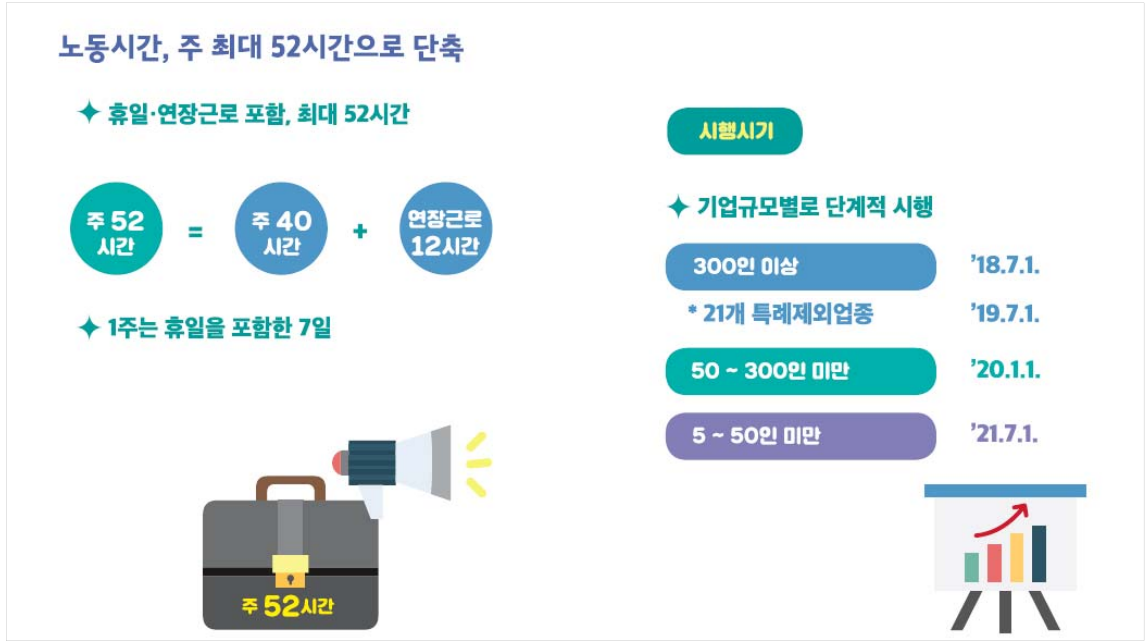 노동시간, 주 최대 52시간으로 단축
✦ 휴일·연장근로 포함, 최대 52시간
주 52
시간
=
주 40
시간
+
연장근로
12시간
✦ 1주는 휴일을 포함한 7일
주 52시간
시행시기
✦ 기업규모별로 단계적 시행
300인 이상 ’18.7.1.
* 21개 특례제외업종 ’19.7.1.
50 ~ 300인 미만 ’20.1.1.
5 ~ 50인 미만 ’21.7.1.